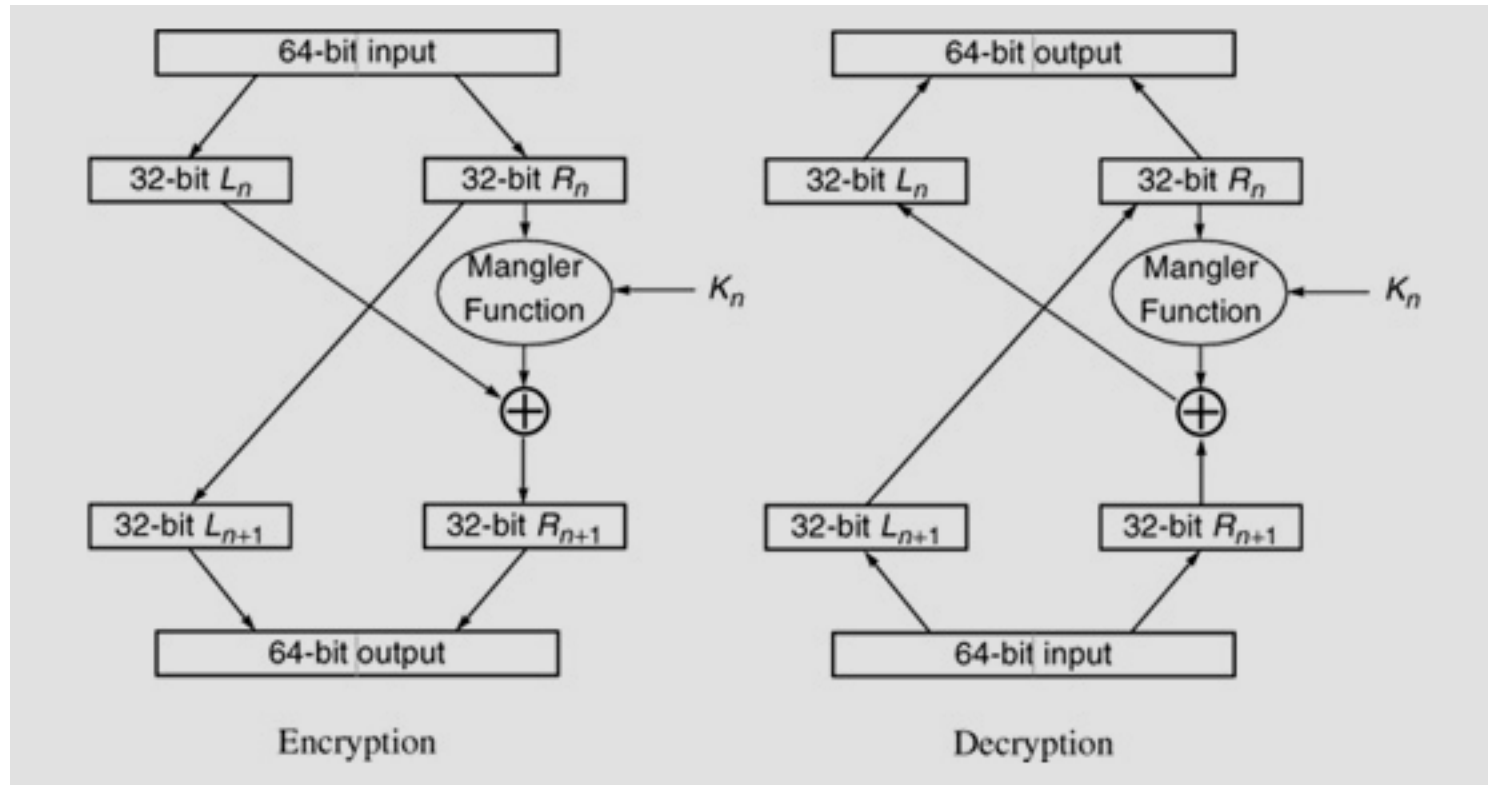 64-bit input
32-bit Ln
32-bit Rn
Mangler
Function
Kn
32-bit Ln+1
32-bit Rn+1
64-bit output
Encryption
64-bit output
32-bit Ln
32-bit Rn
Mangler
Function
Kn
32-bit Ln+1
32-bit Rn+1
64-bit input
Decryption